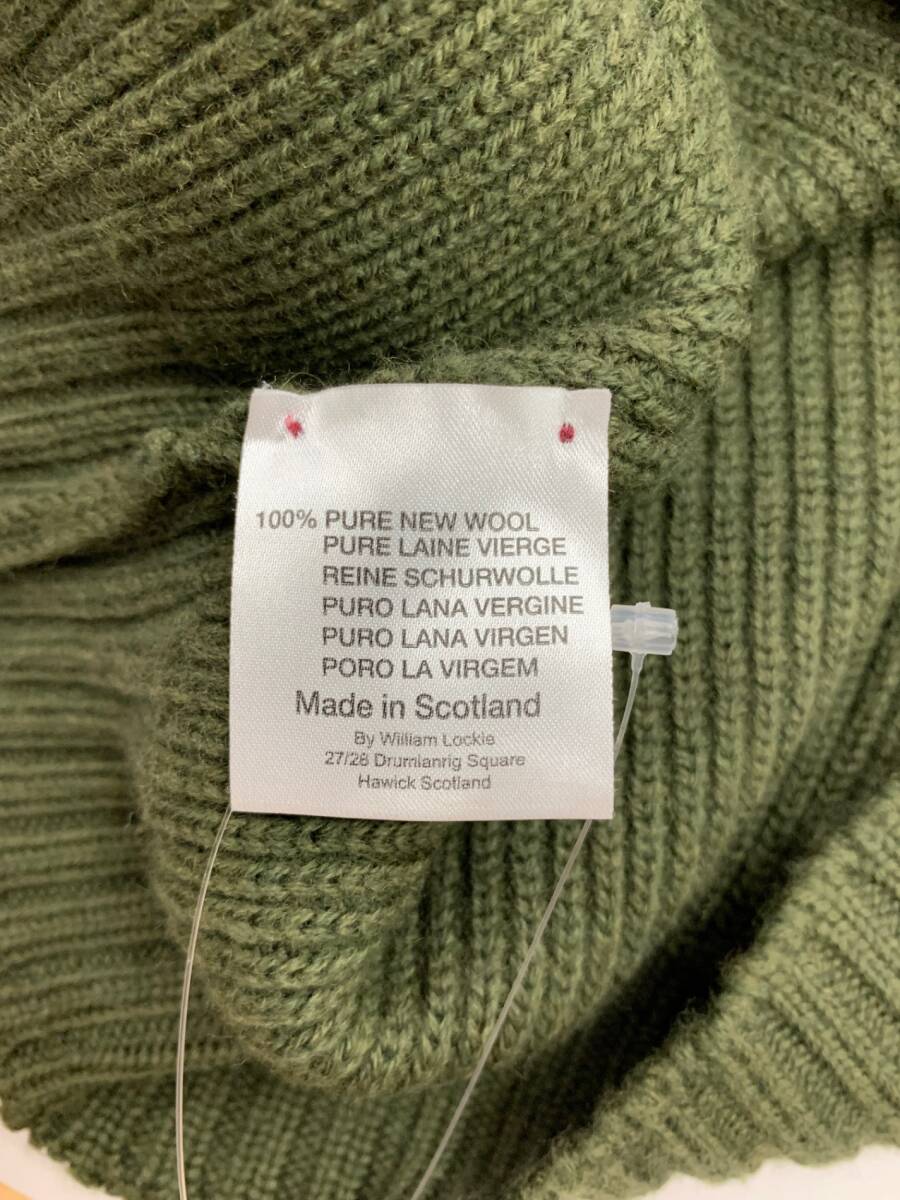 100% PURE NEW WOOL
PURE LAINE VIERGE
REINE SCHURWOLLE
PURO LANA VERGINE
PURO LANA VIRGEN
PORO LA VIRGEM
Made in Scotland
By William Lockie
27/28 Drumlanrig Square
Hawick Scotland